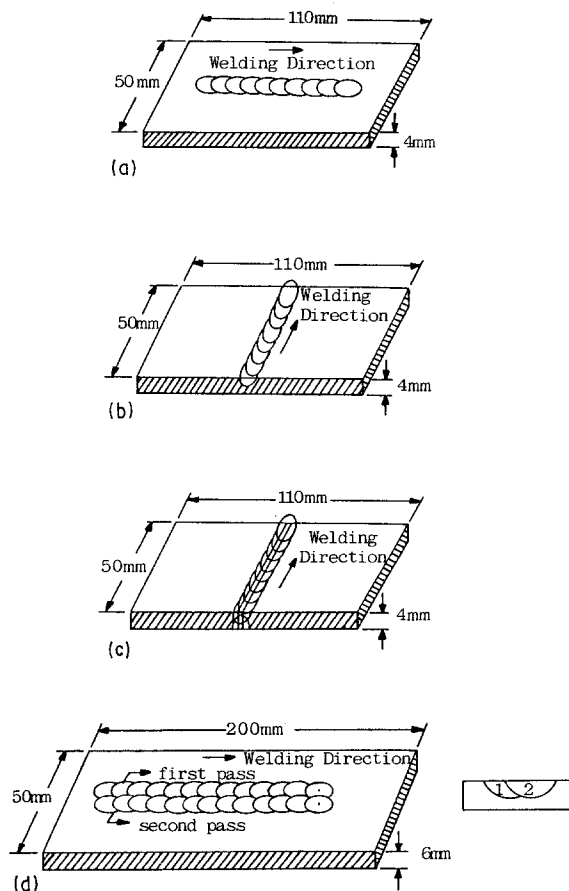 110mm
Welding Direction
50mm
4mm
(a)
110mm
Welding
Direction
50mm
4mm
(b)
110mm
Welding
Direction
50mm
4mm
(c)
200mm
Welding Direction
first pass
50mm
second pass
6mm
(d)
1 2